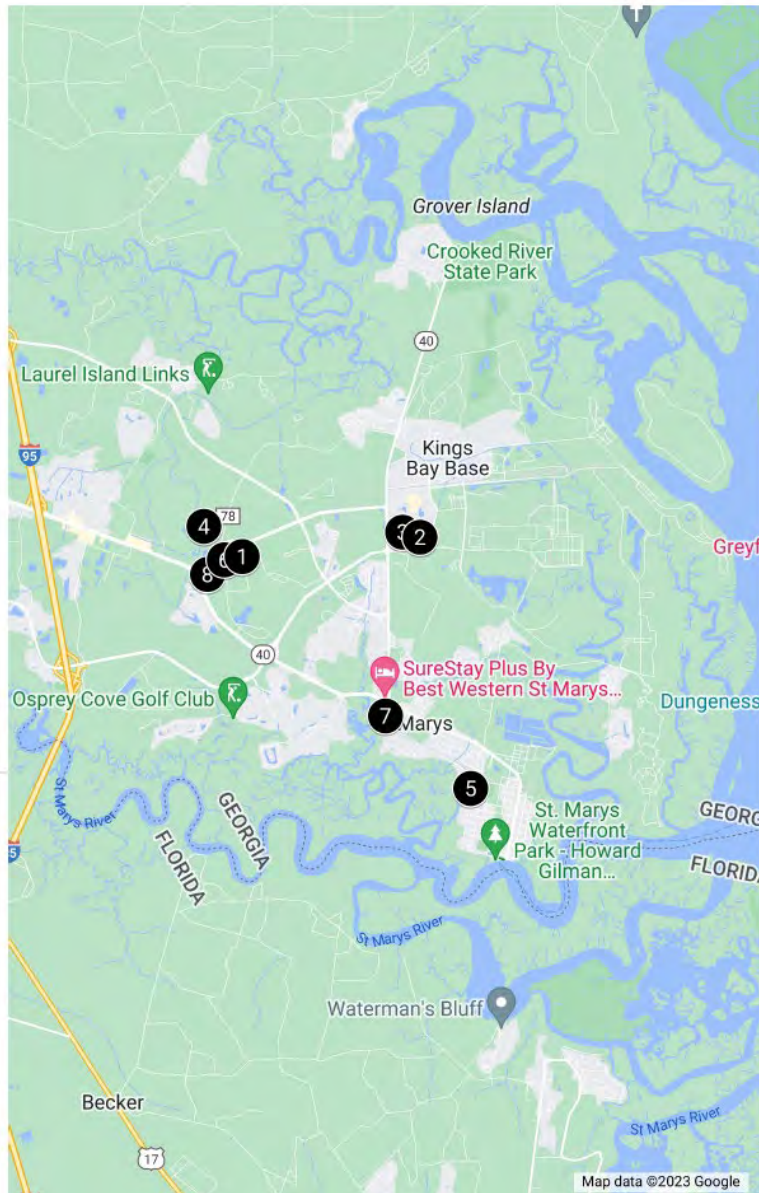 Grover Island
Crooked River
State Park
40
Laurel Island Links
95
Kings
Bay Base
78
4
3
2
6
1
8
Greyf
40
SureStay Plus By
Best Western St Marys...
Osprey Cove Golf Club
Dungeness
7
Marys
5
St Marys River
GEORGIA
FLORIDA
St. Marys
Waterfront
Park - Howard
Gilman...
GEORGI
FLORIDA
5
St Marys River
Waterman's Bluff
Becker
St Marys River
17
Map data ©2023 Google